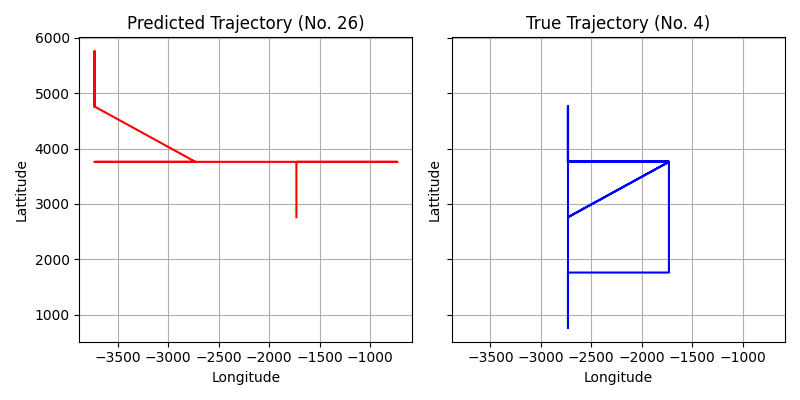 Predicted Trajectory (No. 26)
True Trajectory (No. 4)
6000
5000
4000
3000
2000
1000
Lattitude
Lattitude
−3500 −3000 −2500 −2000 −1500 −1000
−3500 −3000 −2500 −2000 −1500 −1000
Longitude
Longitude